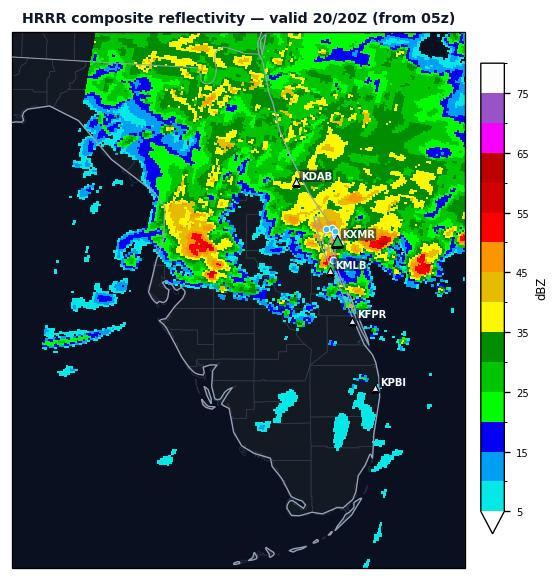 HRRR composite reflectivity — valid 20/20Z (from 05z)
KDAB
KXMR
KMLB
KFPR
KPBI
75
65
55
45
35
25
15
5
dBZ